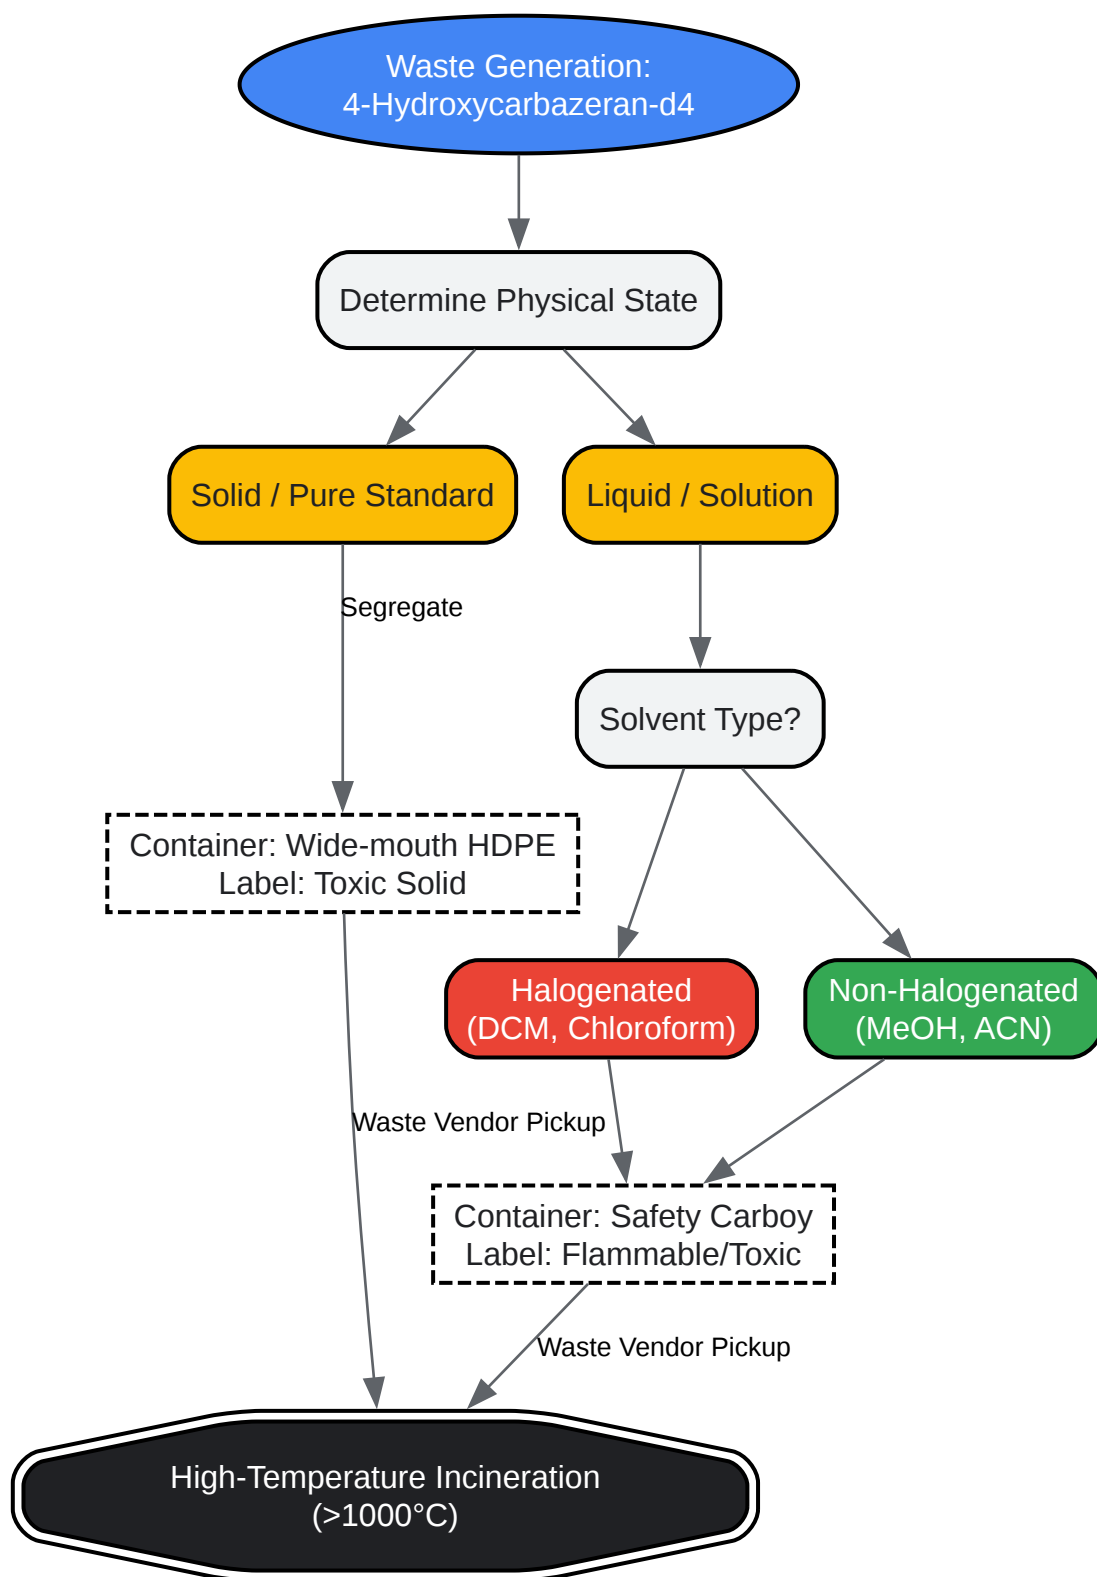 Waste Generation:
4-Hydroxycarbazeran-d4
Determine Physical State
Solid / Pure Standard
Liquid / Solution
Segregate
Solvent Type?
Container: Wide-mouth HDPE
Label: Toxic Solid
Halogenated
(DCM, Chloroform)
Non-Halogenated
(MeOH, ACN)
Waste Vendor Pickup
Container: Safety Carboy
Label: Flammable/Toxic
Waste Vendor Pickup
High-Temperature Incineration
(>1000°C)